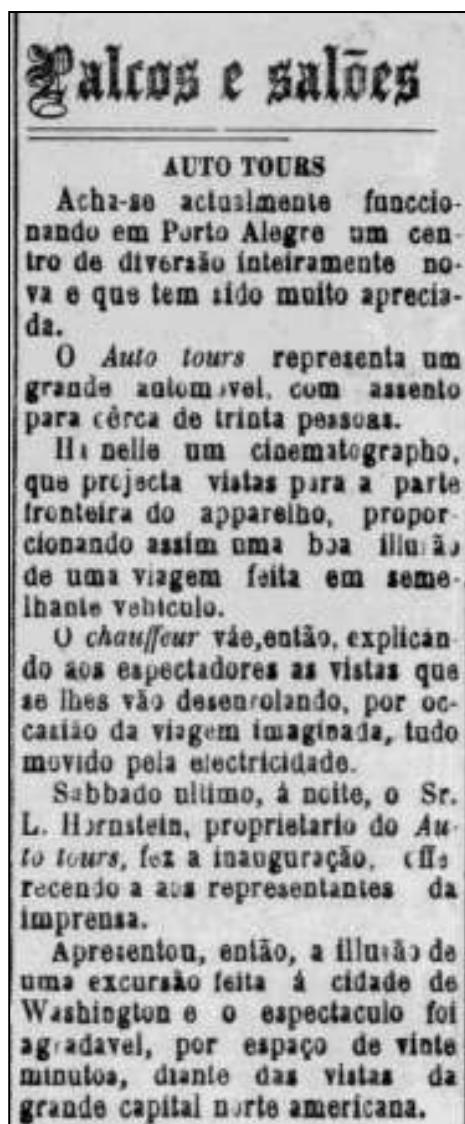 Palcos e salões
AUTO TOURS
Acha-se actualmente funccio-
nando em Porto Alegre um cen-
tro de diversão inteiramente no-
va e que tem sido muito aprecia-
da.
O Auto tours representa um
grande automovel, com assento
para cêrca de trinta pessoas.
Ha nelle um cinematographo,
que projecta vistas para a parte
fronteira do apparelho, propor-
cionando assim uma boa illusão
de uma viagem feita em seme-
lhante vehiculo.
O chauffeur váe,então, explican-
do aos espectadores as vistas que
se lhes vão desenrolando, por oc-
casião da viagem imaginada, tudo
movido pela electricidade.
Sabbado ultimo, á noite, o Sr.
L. Hornstein, proprietario do Au-
to tours, fez a inauguração, offe
recendo a aos representantes da
imprensa.
Apresentou, então, a illusão de
uma excursão feita á cidade de
Washington e o espectaculo foi
agradavel, por espaço de vinte
minutos, diante das vistas da
grande capital norte americana.